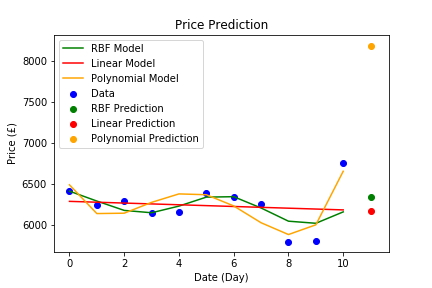 Price Prediction
RBF Model
Linear Model
Polynomial Model
Data
RBF Prediction
Linear Prediction
Polynomial Prediction
8000
7500
7000
6500
6000
Price (£)
0 2 4 6 8 10
Date (Day)